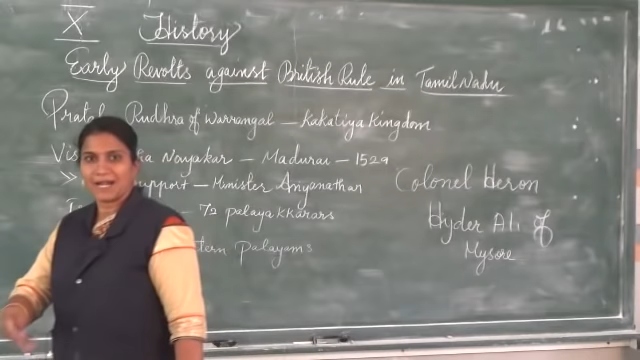 X History
Early Revolts against British Rule in Tamil Nadu
Rudhra of Warrangal - Kakatiya Kingdom
Nayakar - Madurai - 1529
>> support - Minister Ariyanathar
72 palayakkarars
Palayams
Colonel Heron
Hyder Ali of
Mysore